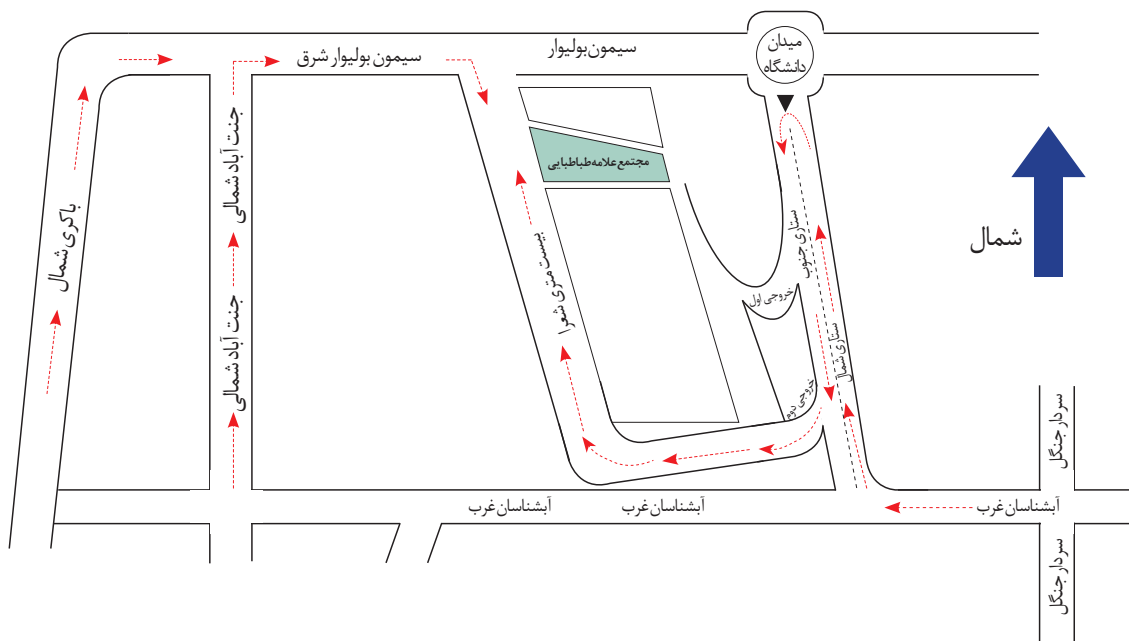 میدان
دانشگاه
سیمون بولیوار
سیمون بولیوار شرق
مجتمع علامه طباطبایی
جنت آباد شمالی
جنت آباد شمالی
باکری شمال
بیست متری شعرا
ستاری جنوب
ستاری شمال
خروجی اول
خروجی دوم
شمال
سردار جنگل
سردار جنگل
آبشناسان غرب
آبشناسان غرب
آبشناسان غرب